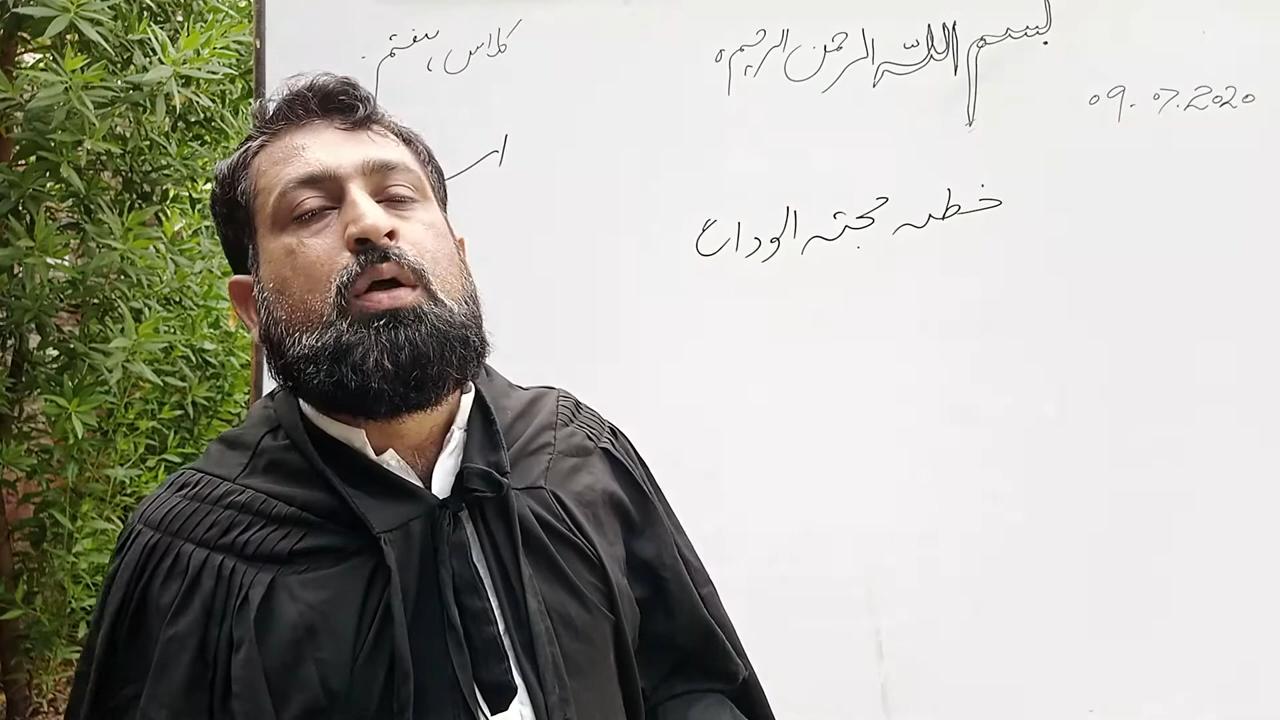 بسم اللہ الرحمن الرحیم ہ
کلاس، ہفتم
09.07.2020
خطبہ حجتہ الوداع